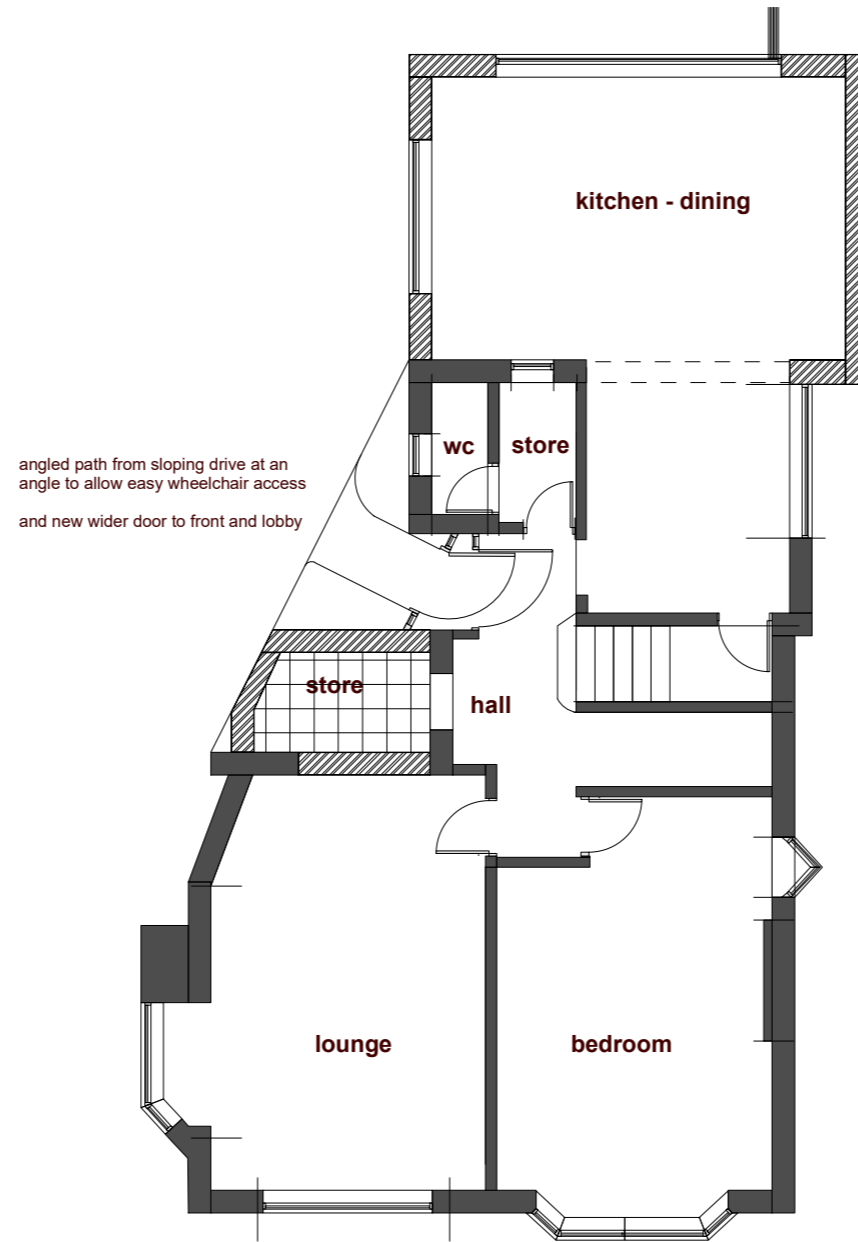 kitchen - dining
wc
store
angled path from sloping drive at an
angle to allow easy wheelchair access
and new wider door to front and lobby
store
hall
lounge
bedroom